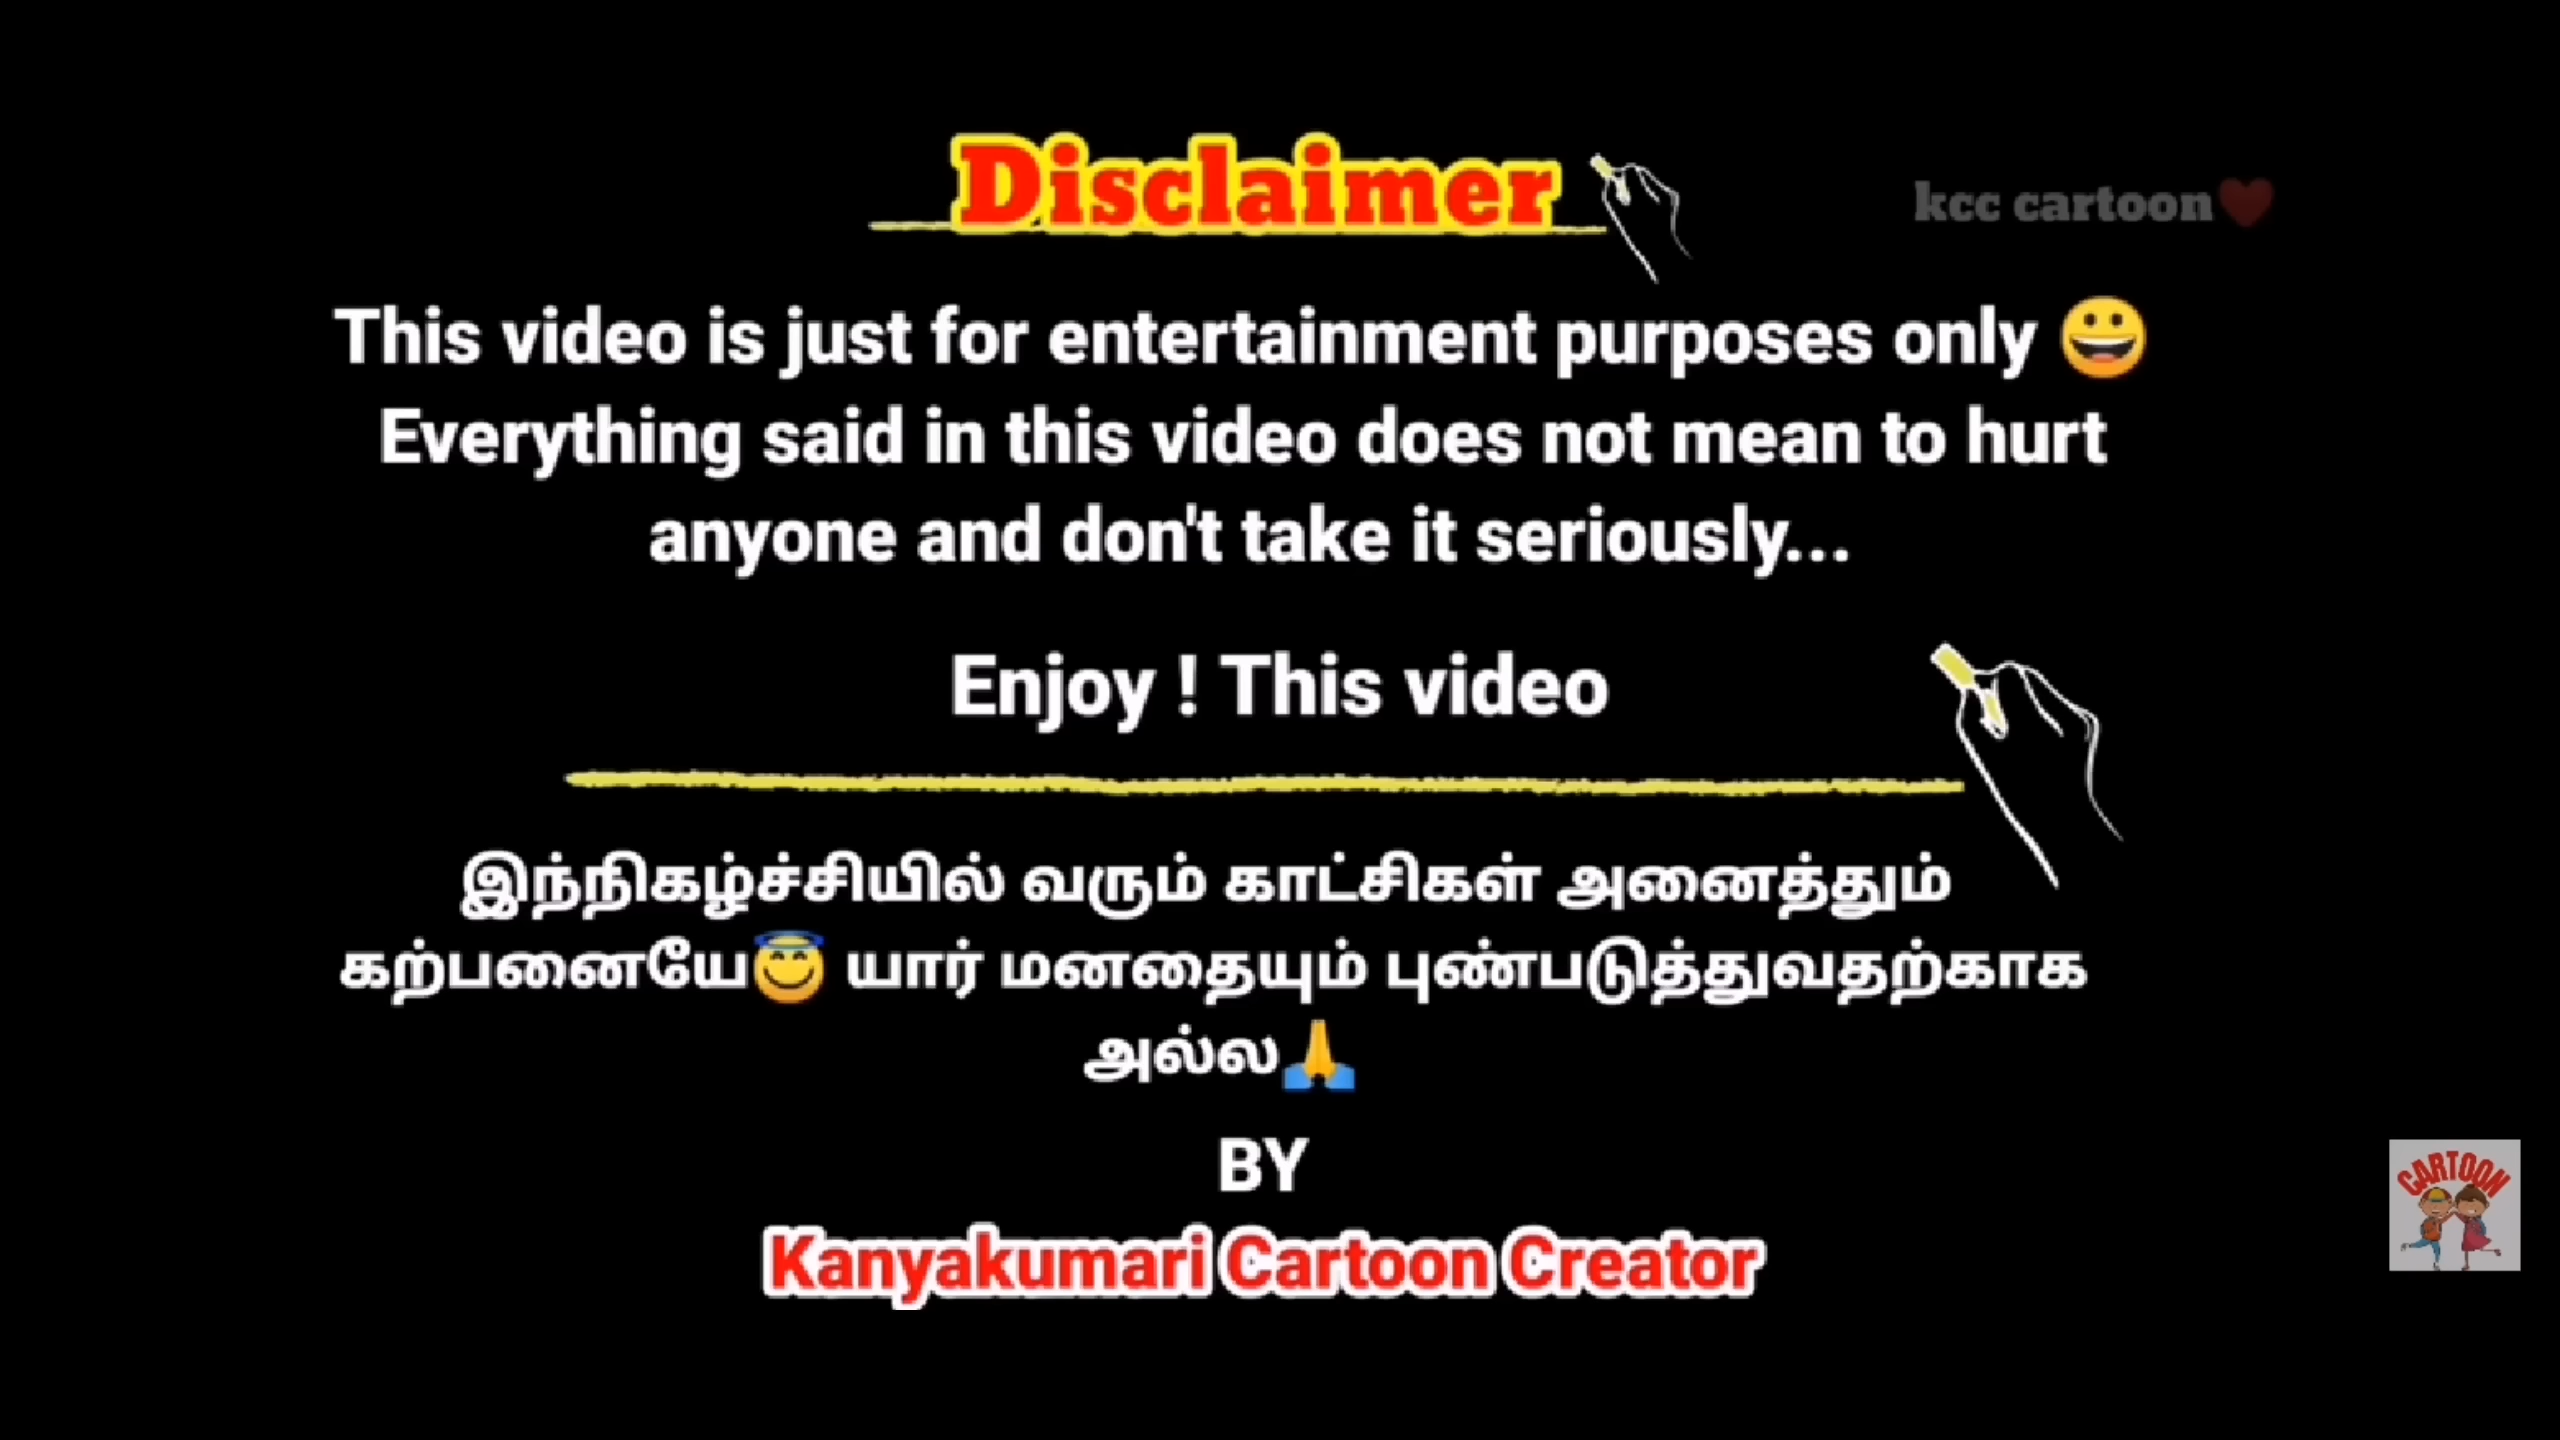 Disclaimer
kcc cartoon❤
This video is just for entertainment purposes only 😀
Everything said in this video does not mean to hurt
anyone and don't take it seriously...
Enjoy ! This video
இந்நிகழ்ச்சியில் வரும் காட்சிகள் அனைத்தும்
கற்பனையே😇 யார் மனதையும் புண்படுத்துவதற்காக
அல்ல🙏
BY
Kanyakumari Cartoon Creator
CARTOON